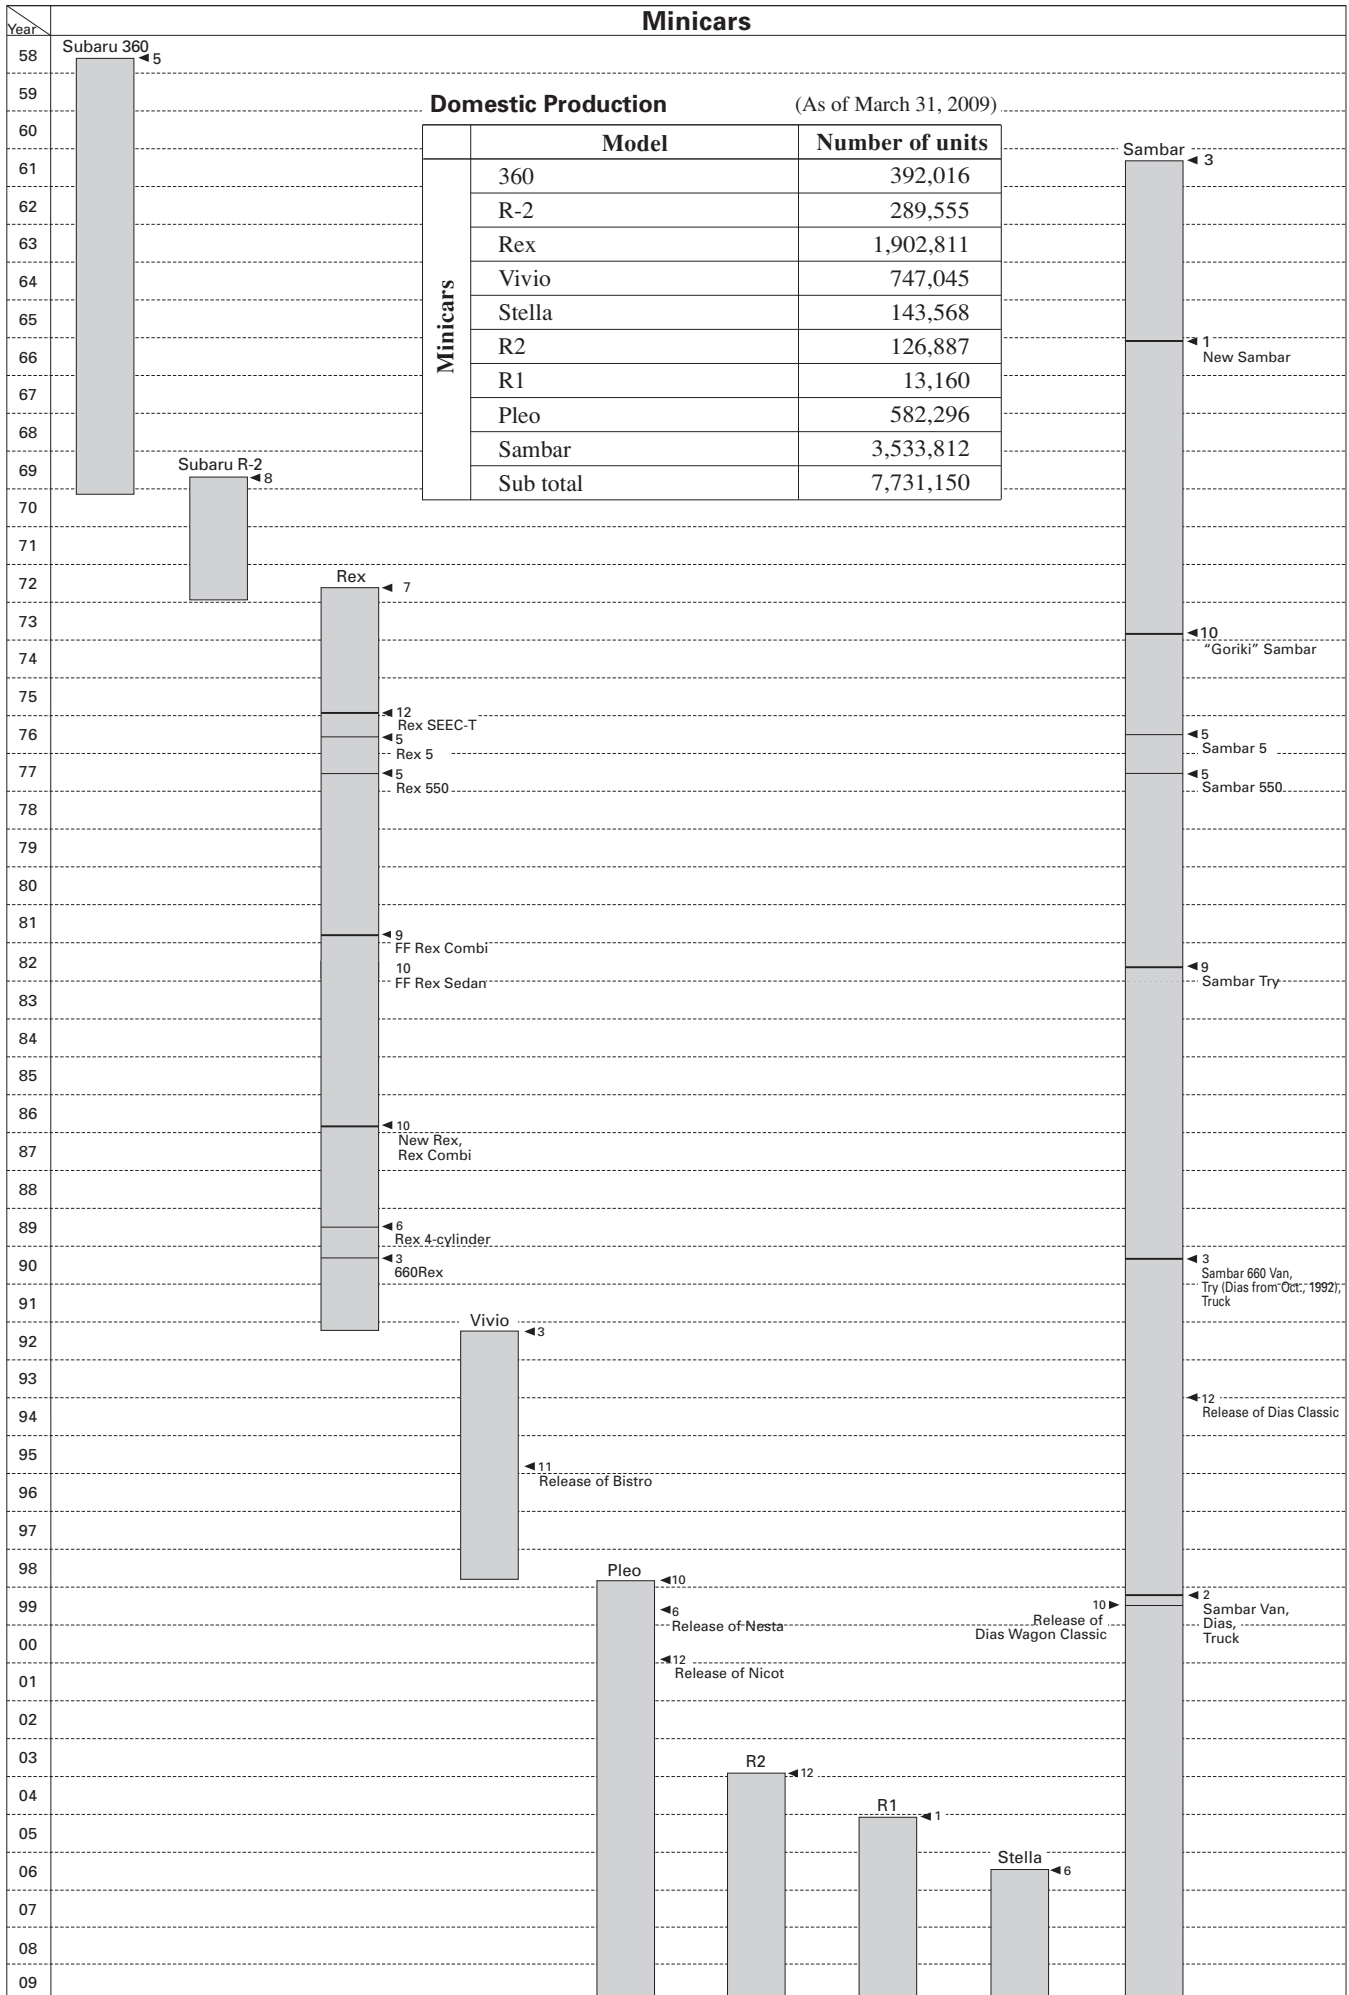 Minicars
Year
58
59
60
61
62
63
64
65
66
67
68
69
70
71
72
73
74
75
76
77
78
79
80
81
82
83
84
85
86
87
88
89
90
91
92
93
94
95
96
97
98
99
00
01
02
03
04
05
06
07
08
09
Domestic Production (As of March 31, 2009)
Model Number of units
Minicars
360 392,016
R-2 289,555
Rex 1,902,811
Vivio 747,045
Stella 143,568
R2 126,887
R1 13,160
Pleo 582,296
Sambar 3,533,812
Sub total 7,731,150
Subaru 360
◄5
Subaru R-2
◄8
Rex
◄ 7
◄12
Rex SEEC-T
◄5
Rex 5
◄5
Rex 550
◄9
FF Rex Combi
10
FF Rex Sedan
◄10
New Rex,
Rex Combi
◄6
Rex 4-cylinder
◄3
660Rex
Vivio
◄3
◄11
Release of Bistro
Pleo
◄10
◄6
Release of Nesta
◄12
Release of Nicot
R2
◄12
R1
◄1
Stella
◄6
Sambar
◄3
◄1
New Sambar
◄10
“Goriki” Sambar
◄5
Sambar 5
◄5
Sambar 550
◄9
Sambar Try
◄3
Sambar 660 Van,
Try (Dias from Oct., 1992),
Truck
◄12
Release of Dias Classic
◄2
Sambar Van,
Dias,
Truck
10►
Release of
Dias Wagon Classic